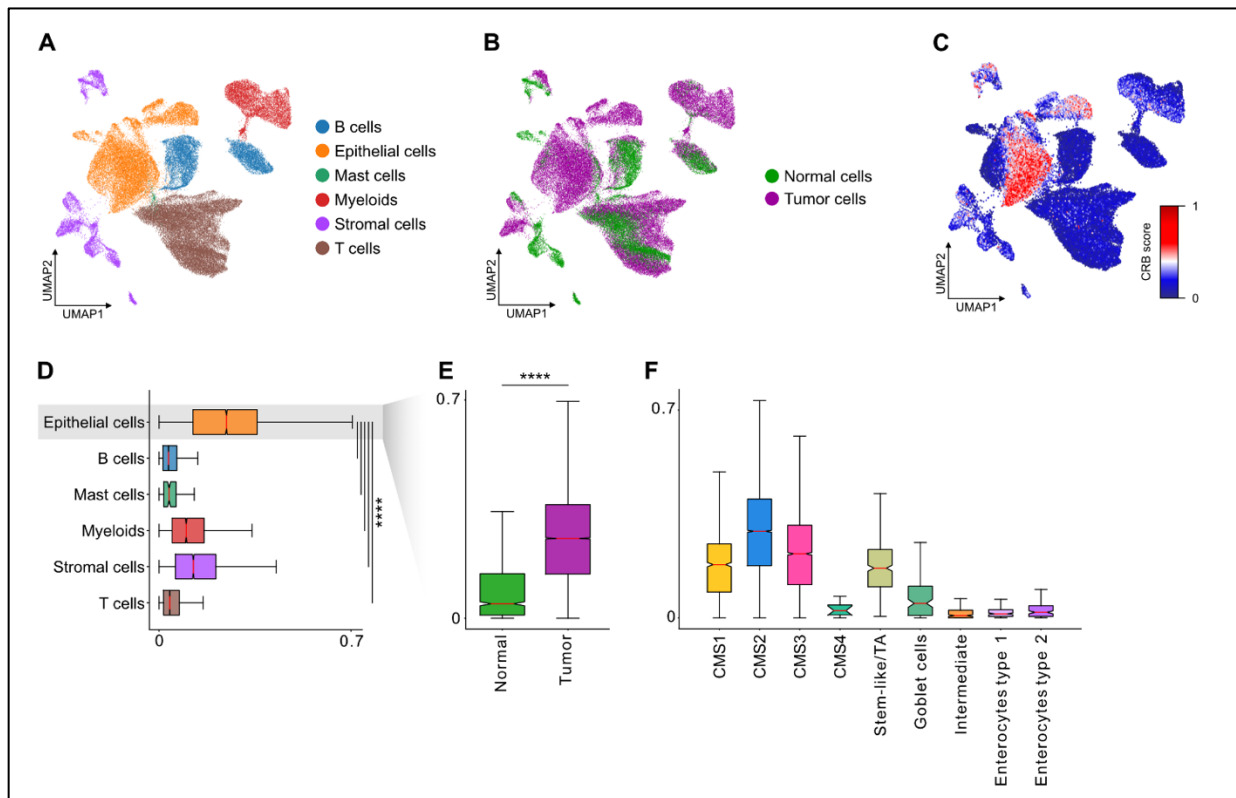 A
B cells
Epithelial cells
Mast cells
Myeloids
Stromal cells
T cells
UMAP2
UMAP1
B
Normal cells
Tumor cells
UMAP2
UMAP1
C
1
CRB score
0
UMAP2
UMAP1
D
Epithelial cells
B cells
Mast cells
Myeloids
Stromal cells
T cells
****
0
0.7
E
****
0.7
0
Normal
Tumor
F
0.7
0
CMS1
CMS2
CMS3
CMS4
Stem-like/TA
Goblet cells
Intermediate
Enterocytes type 1
Enterocytes type 2